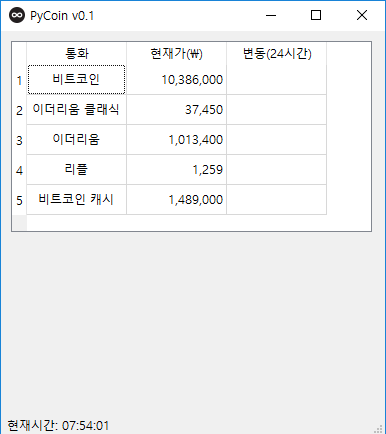 PyCoin v0.1
통화 현재가(₩) 변동(24시간)
1 비트코인 10,386,000
2 이더리움 클래식 37,450
3 이더리움 1,013,400
4 리플 1,259
5 비트코인 캐시 1,489,000
현재시간: 07:54:01